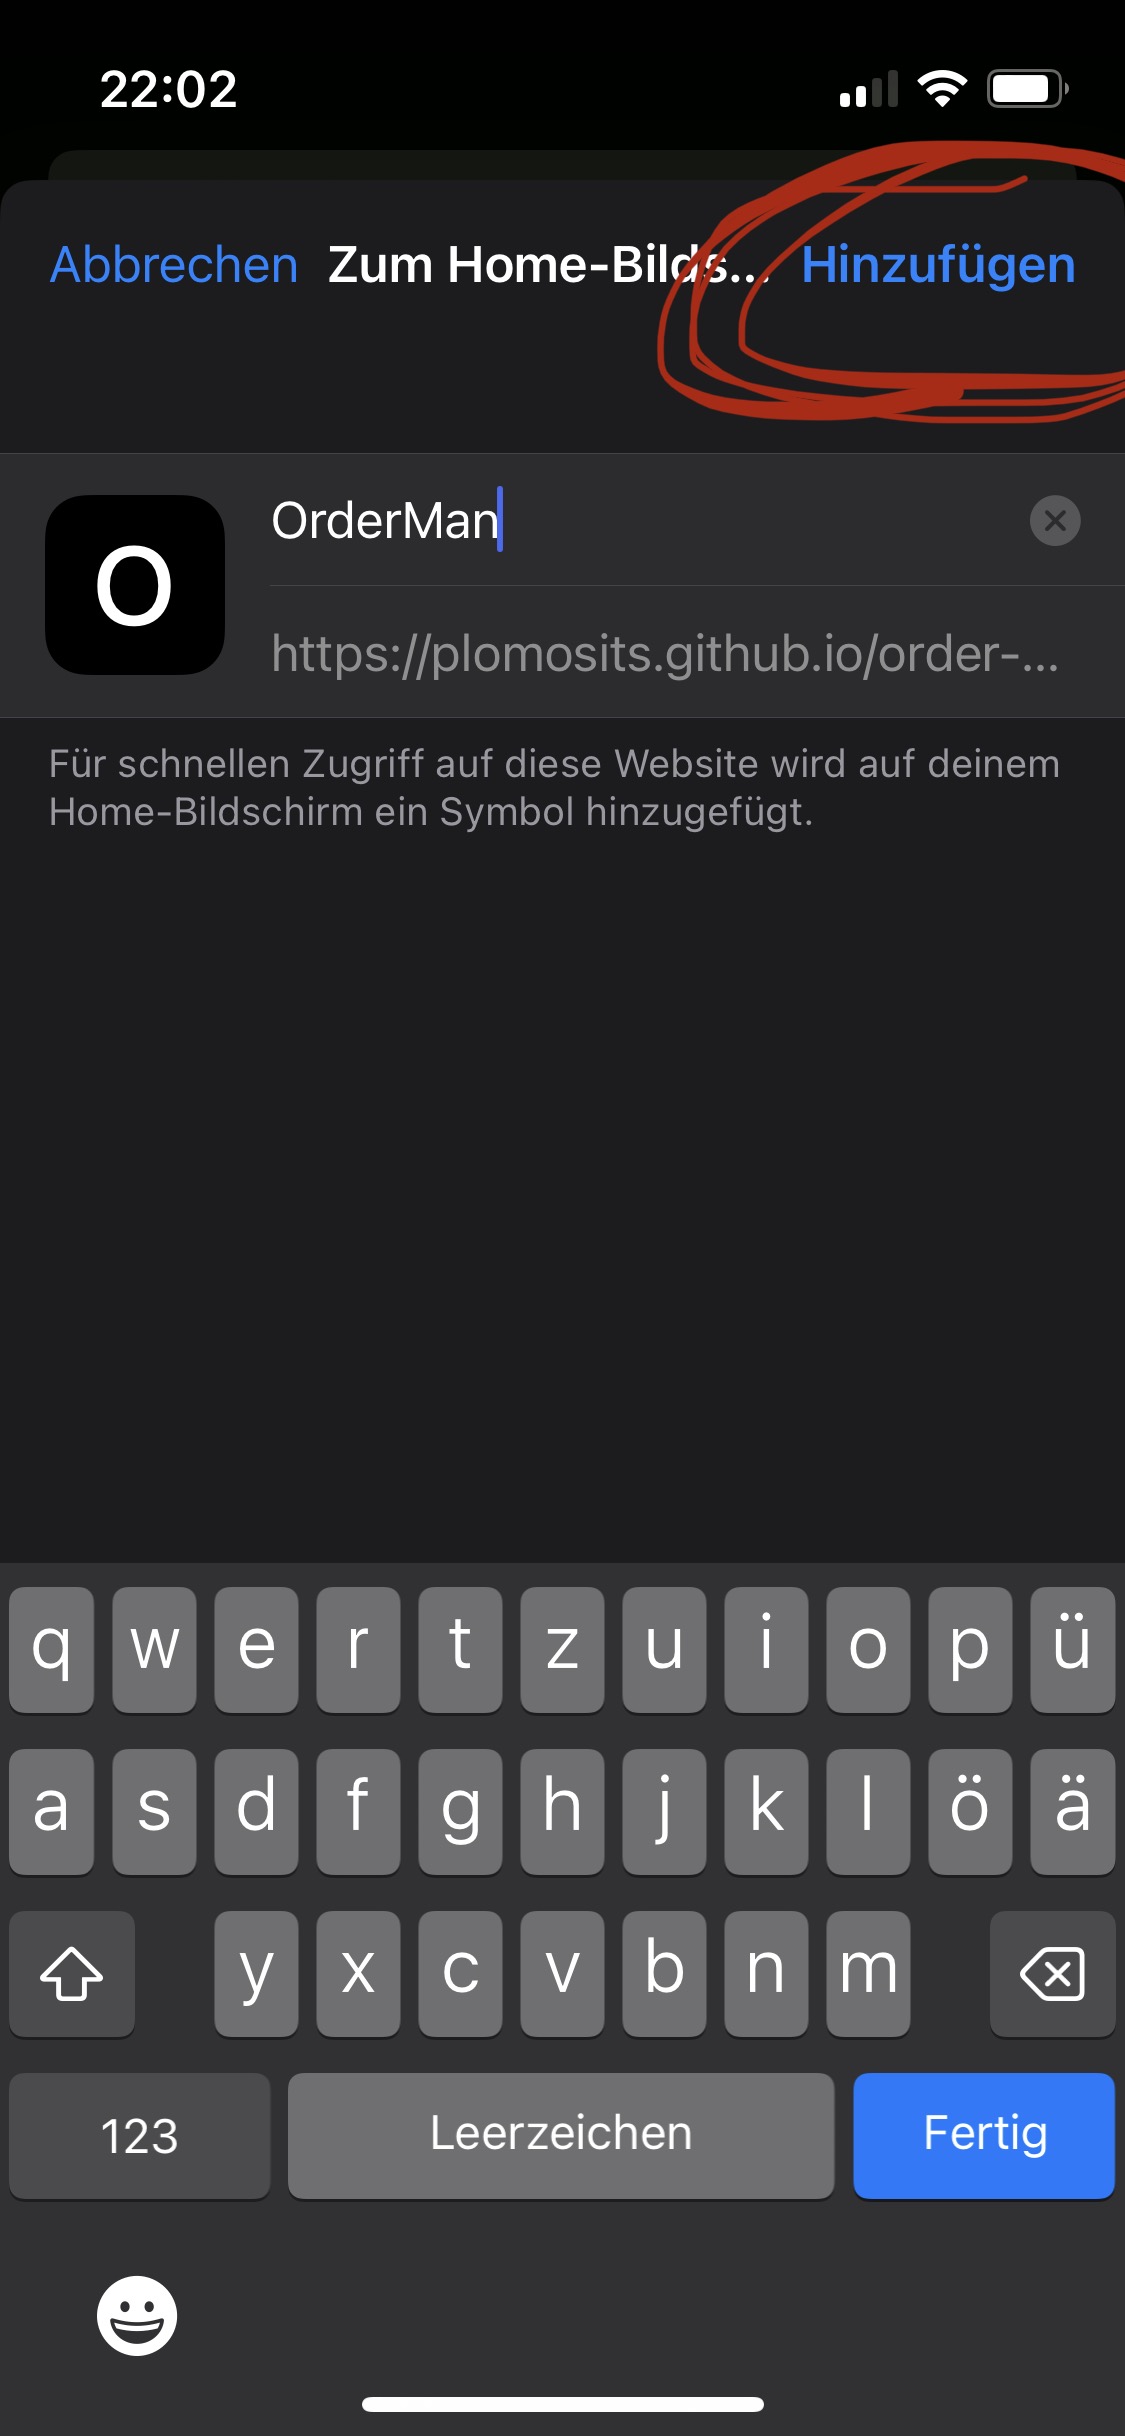 22:02
Abbrechen Zum Home-Bilds... Hinzufügen
O
OrderMan
https://plomosits.github.io/order-...
Für schnellen Zugriff auf diese Website wird auf deinem
Home-Bildschirm ein Symbol hinzugefügt.
q w e r t z u i o p ü
a s d f g h j k l ö ä
y x c v b n m
123 Leerzeichen Fertig